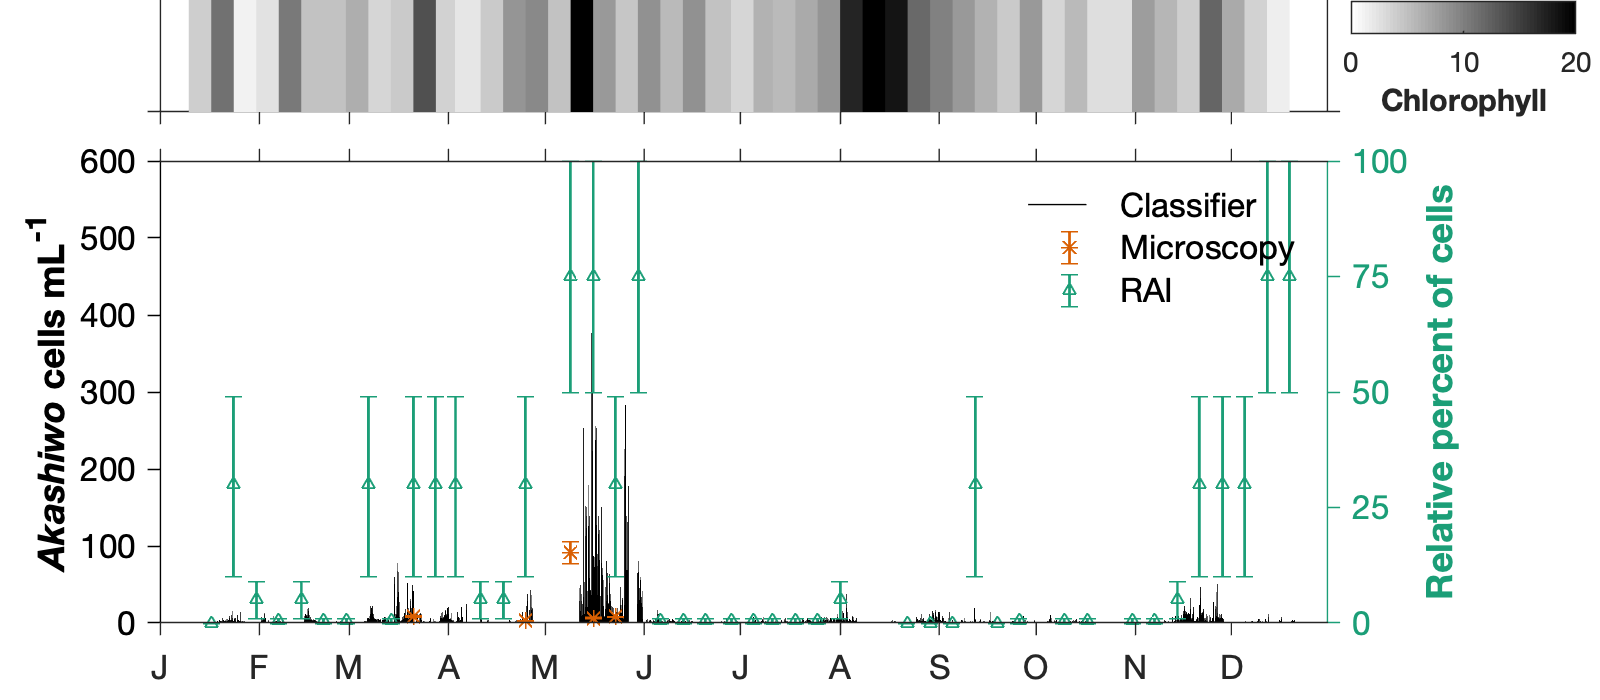 0 10 20
Chlorophyll
600
500
400
300
200
100
0
Akashiwo cells mL-1
Classifier
Microscopy
RAI
100
75
50
25
0
Relative percent of cells
J F M A M J J A S O N D